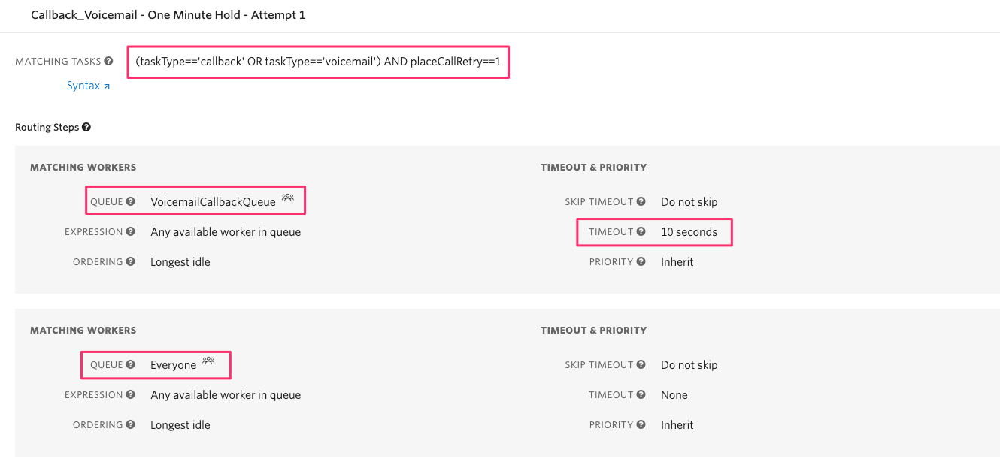 Callback_Voicemail - One Minute Hold - Attempt 1
MATCHING TASKS (taskType=='callback' OR taskType=='voicemail') AND placeCallRetry==1
Syntax
Routing Steps
MATCHING WORKERS
QUEUE VoicemailCallbackQueue
EXPRESSION Any available worker in queue
ORDERING Longest idle
TIMEOUT & PRIORITY
SKIP TIMEOUT Do not skip
TIMEOUT 10 seconds
PRIORITY Inherit
MATCHING WORKERS
QUEUE Everyone
EXPRESSION Any available worker in queue
ORDERING Longest idle
TIMEOUT & PRIORITY
SKIP TIMEOUT Do not skip
TIMEOUT None
PRIORITY Inherit